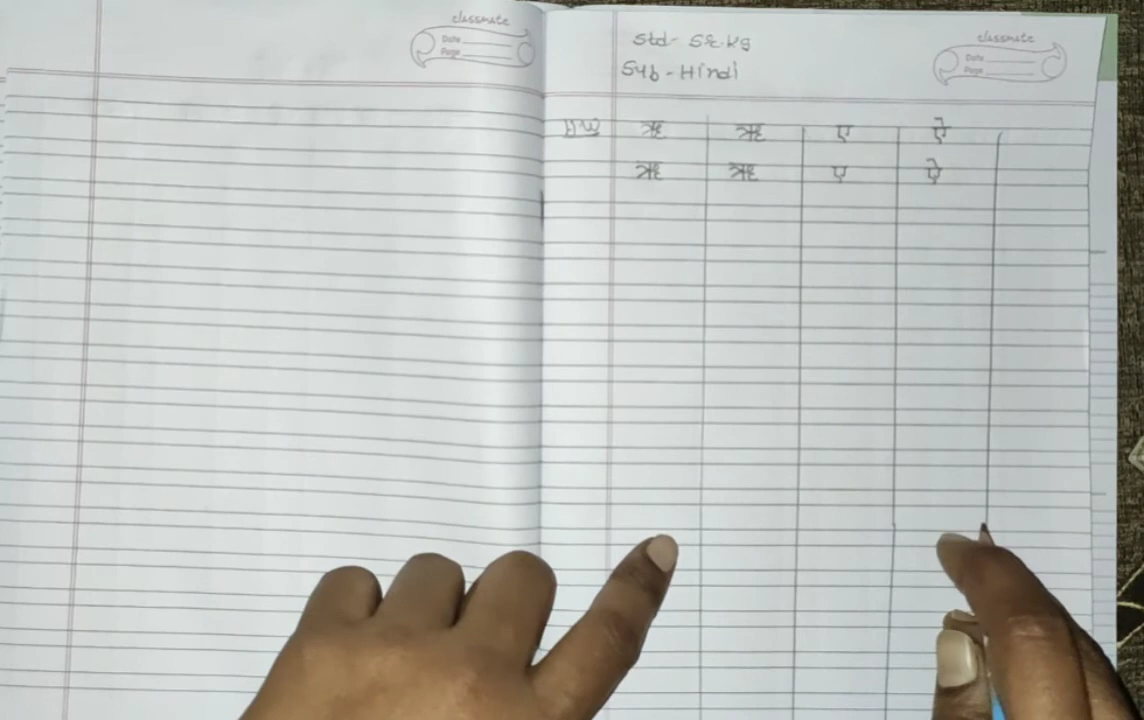 classmate
Date
Page
Std- Sr.kg
Sub-Hindi
classmate
Date
Page
H.W ऋ ऋ ए ऐ
ऋ ऋ ए ऐ